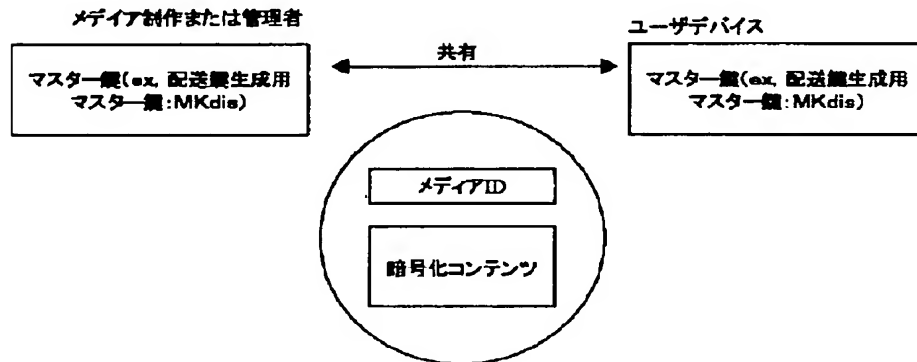 メデイア制作または管理者
ユーザデバイス
共有
マスター鍵(ex, 配送鍵生成用
マスター鍵:MKdis)
マスター鍵(ex, 配送鍵生成用
マスター鍵:MKdis)
メディアID
暗号化コンテンツ